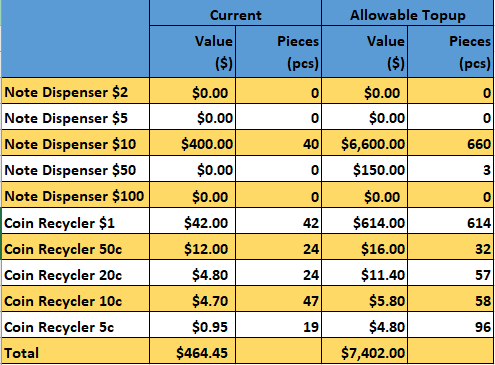 Current Allowable Topup
Value ($) Pieces (pcs) Value ($) Pieces (pcs)
Note Dispenser $2 $0.00 0 $0.00 0
Note Dispenser $5 $0.00 0 $0.00 0
Note Dispenser $10 $400.00 40 $6,600.00 660
Note Dispenser $50 $0.00 0 $150.00 3
Note Dispenser $100 $0.00 0 $0.00 0
Coin Recycler $1 $42.00 42 $614.00 614
Coin Recycler 50c $12.00 24 $16.00 32
Coin Recycler 20c $4.80 24 $11.40 57
Coin Recycler 10c $4.70 47 $5.80 58
Coin Recycler 5c $0.95 19 $4.80 96
Total $464.45 $7,402.00